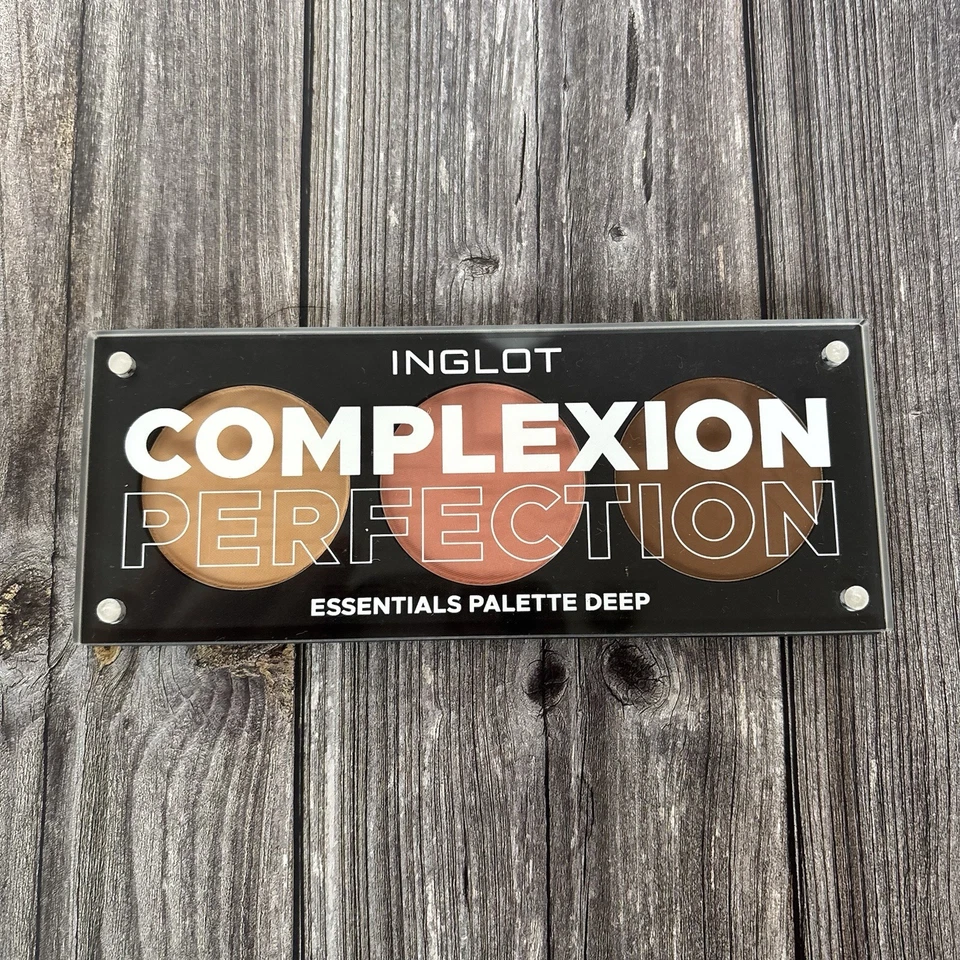 INGLOT
COMPLEXION
PERFECTION
ESSENTIALS PALETTE DEEP